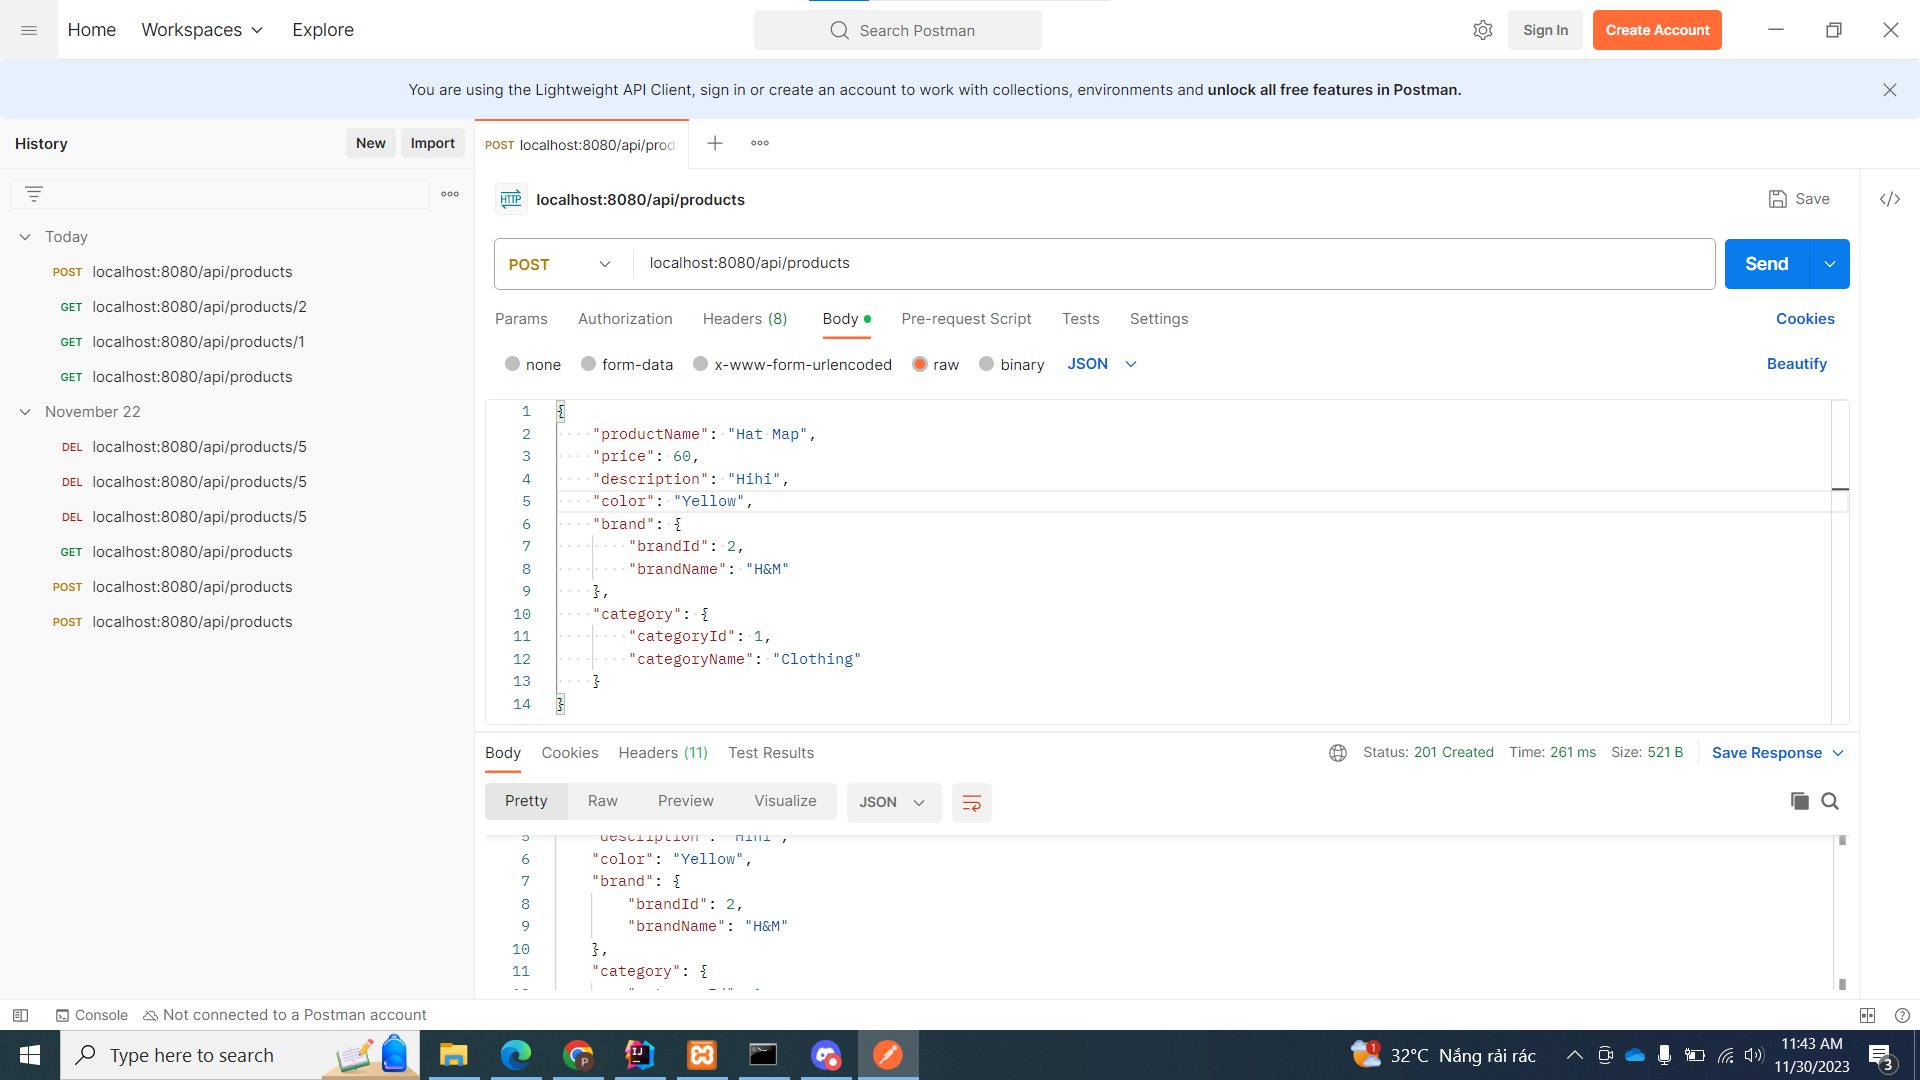 Home Workspaces Explore Search Postman Sign In Create Account
You are using the Lightweight API Client, sign in or create an account to work with collections, environments and unlock all free features in Postman.
History New Import
POST localhost:8080/api/prod
HTTP localhost:8080/api/products Save
Today
POST localhost:8080/api/products
GET localhost:8080/api/products/2
GET localhost:8080/api/products/1
GET localhost:8080/api/products
November 22
DEL localhost:8080/api/products/5
DEL localhost:8080/api/products/5
DEL localhost:8080/api/products/5
GET localhost:8080/api/products
POST localhost:8080/api/products
POST localhost:8080/api/products
POST localhost:8080/api/products Send
Params Authorization Headers (8) Body Pre-request Script Tests Settings Cookies
none form-data x-www-form-urlencoded raw binary JSON Beautify
1 {
2 "productName": "Hat Map",
3 "price": 60,
4 "description": "Hihi",
5 "color": "Yellow",
6 "brand": {
7 "brandId": 2,
8 "brandName": "H&M"
9 },
10 "category": {
11 "categoryId": 1,
12 "categoryName": "Clothing"
13 }
14 }
Body Cookies Headers (11) Test Results Status: 201 Created Time: 261 ms Size: 521 B Save Response
Pretty Raw Preview Visualize JSON
5 "description": "Hihi",
6 "color": "Yellow",
7 "brand": {
8 "brandId": 2,
9 "brandName": "H&M"
10 },
11 "category": {
Console Not connected to a Postman account
Type here to search 1 32°C Nắng rải rác 11:43 AM
11/30/2023 3